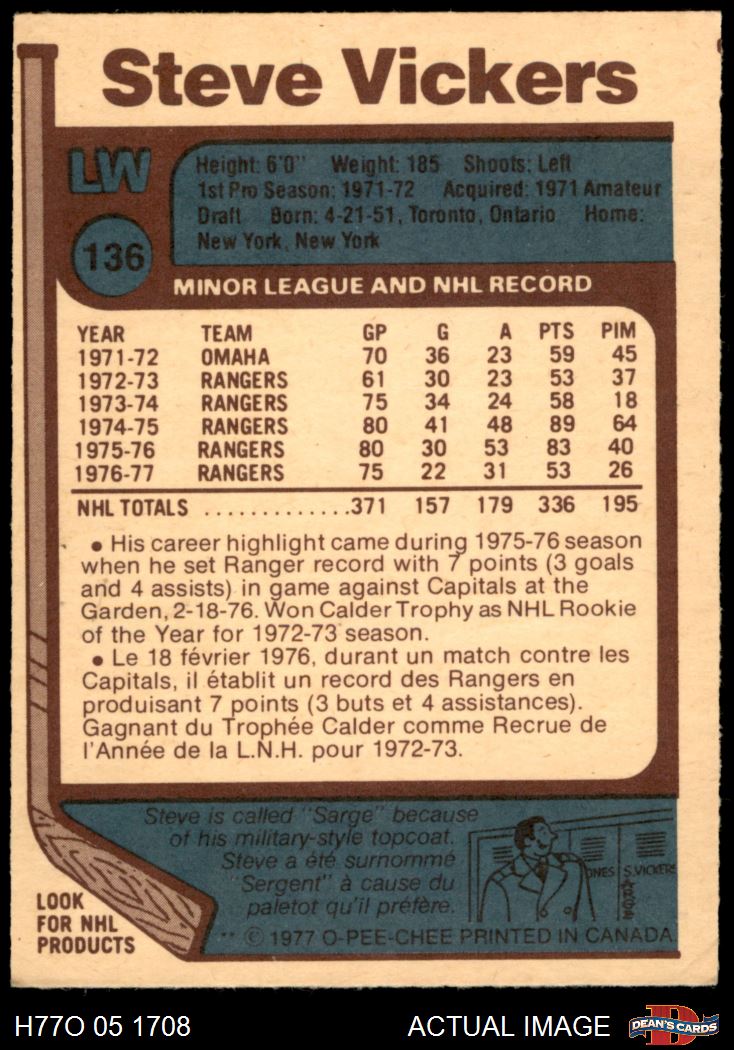 Steve Vickers
LW
136
Height: 6'0" Weight: 185 Shoots: Left
1st Pro Season: 1971-72 Acquired: 1971 Amateur
Draft Born: 4-21-51, Toronto, Ontario Home:
New York, New York
MINOR LEAGUE AND NHL RECORD
YEAR TEAM GP G A PTS PIM
1971-72 OMAHA 70 36 23 59 45
1972-73 RANGERS 61 30 23 53 37
1973-74 RANGERS 75 34 24 58 18
1974-75 RANGERS 80 41 48 89 64
1975-76 RANGERS 80 30 53 83 40
1976-77 RANGERS 75 22 31 53 26
NHL TOTALS .............371 157 179 336 195
• His career highlight came during 1975-76 season
when he set Ranger record with 7 points (3 goals
and 4 assists) in game against Capitals at the
Garden, 2-18-76. Won Calder Trophy as NHL Rookie
of the Year for 1972-73 season.
• Le 18 février 1976, durant un match contre les
Capitals, il établit un record des Rangers en
produisant 7 points (3 buts et 4 assistances).
Gagnant du Trophée Calder comme Recrue de
l'Année de la L.N.H. pour 1972-73.
Steve is called "Sarge" because
of his military-style topcoat.
Steve a été surnommé
"Sergent" à cause du
paletot qu'il préfère.
ONES S.VICKERS
LOOK
FOR NHL
PRODUCTS
** © 1977 O-PEE-CHEE PRINTED IN CANADA
H77O 05 1708 ACTUAL IMAGE DEAN'S CARDS